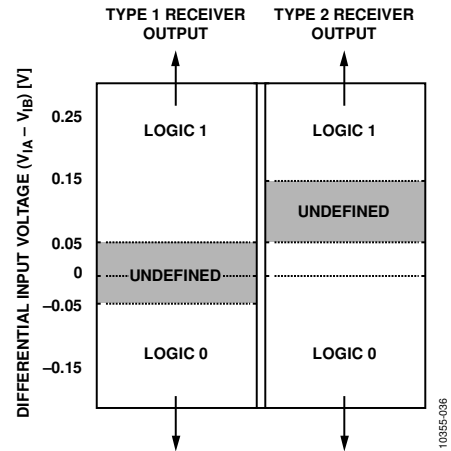 TYPE 1 RECEIVER
OUTPUT
TYPE 2 RECEIVER
OUTPUT
DIFFERENTIAL INPUT VOLTAGE (VIA – VIB) [V]
0.25
0.15
0.05
0
–0.05
–0.15
LOGIC 1
UNDEFINED
LOGIC 0
LOGIC 1
UNDEFINED
LOGIC 0
10355-036